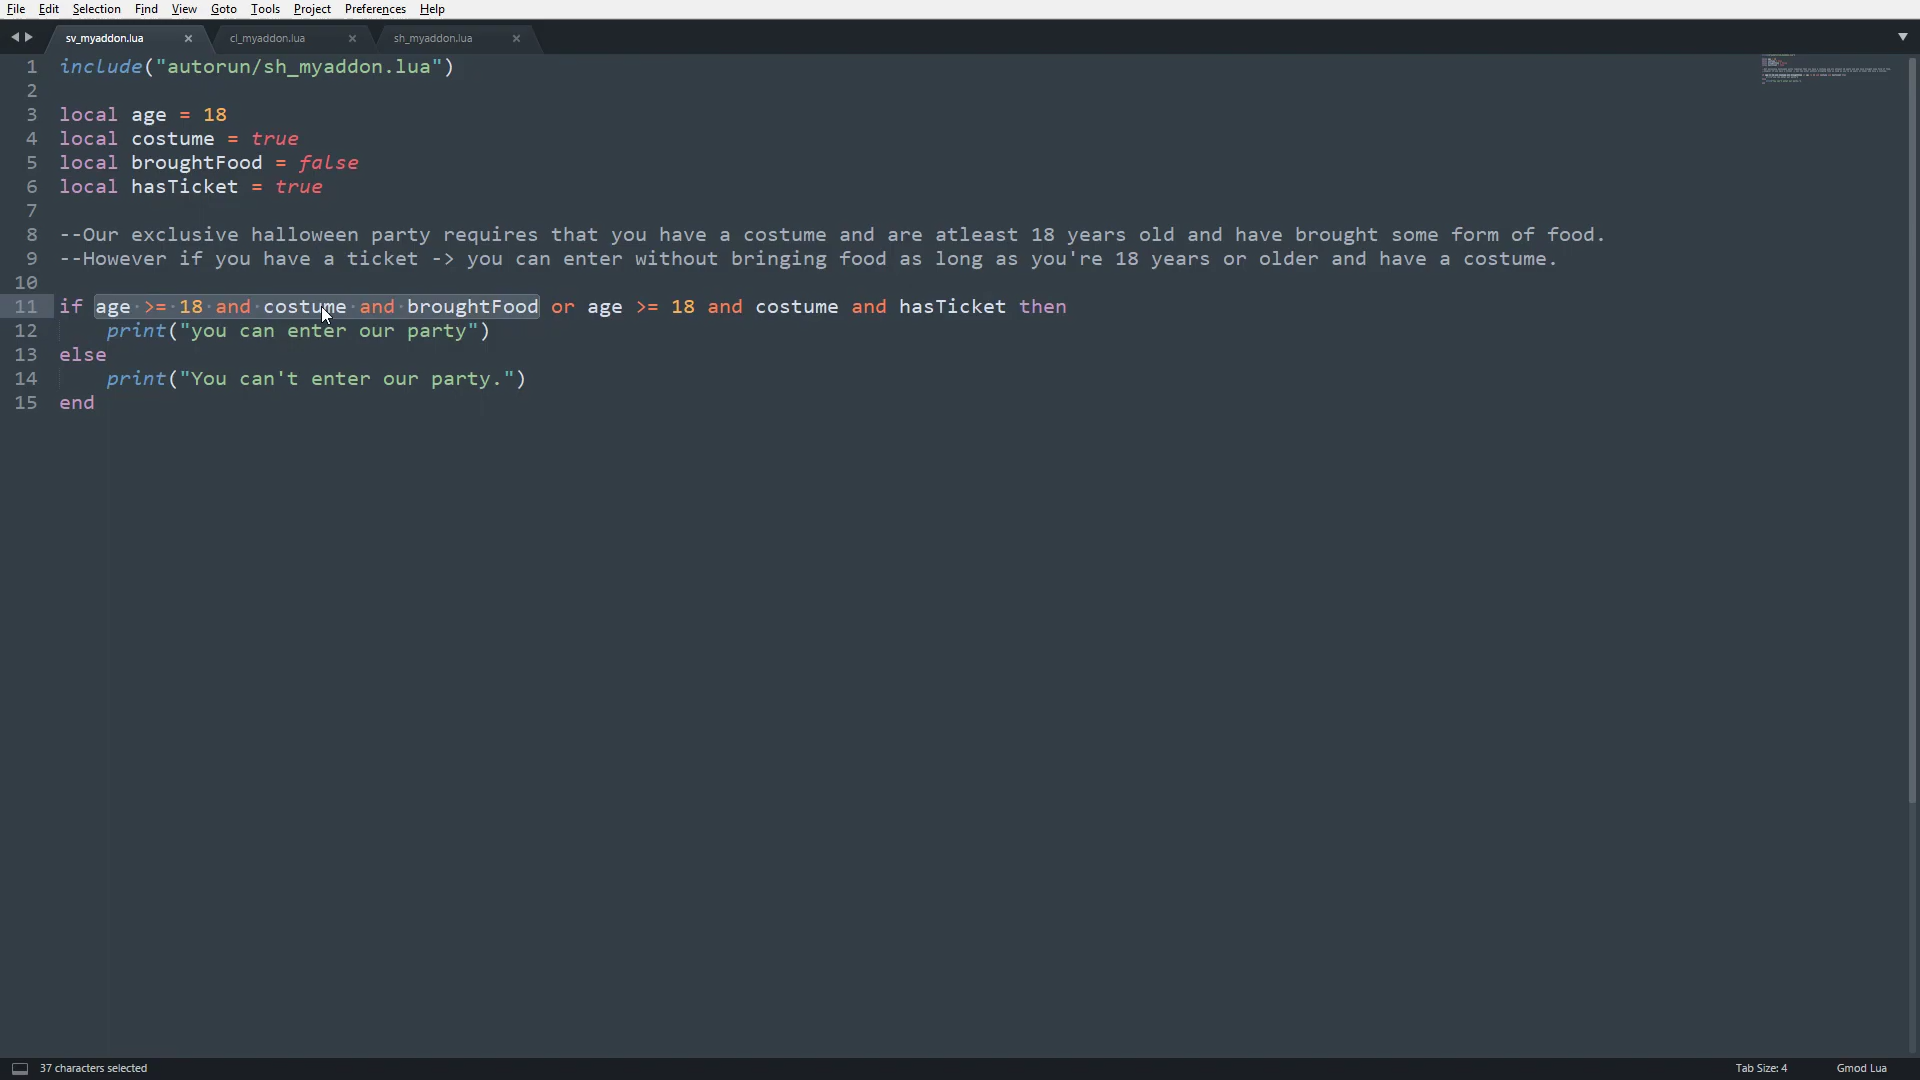 File Edit Selection Find View Goto Tools Project Preferences Help
sv_myaddon.lua × cl_myaddon.lua × sh_myaddon.lua ×
1 include("autorun/sh_myaddon.lua")
2
3 local age = 18
4 local costume = true
5 local broughtFood = false
6 local hasTicket = true
7
8 --Our exclusive halloween party requires that you have a costume and are atleast 18 years old and have brought some form of food.
9 --However if you have a ticket -> you can enter without bringing food as long as you're 18 years or older and have a costume.
10
11 if age >= 18 and costume and broughtFood or age >= 18 and costume and hasTicket then
12 print("you can enter our party")
13 else
14 print("You can't enter our party.")
15 end
37 characters selected Tab Size: 4 Gmod Lua